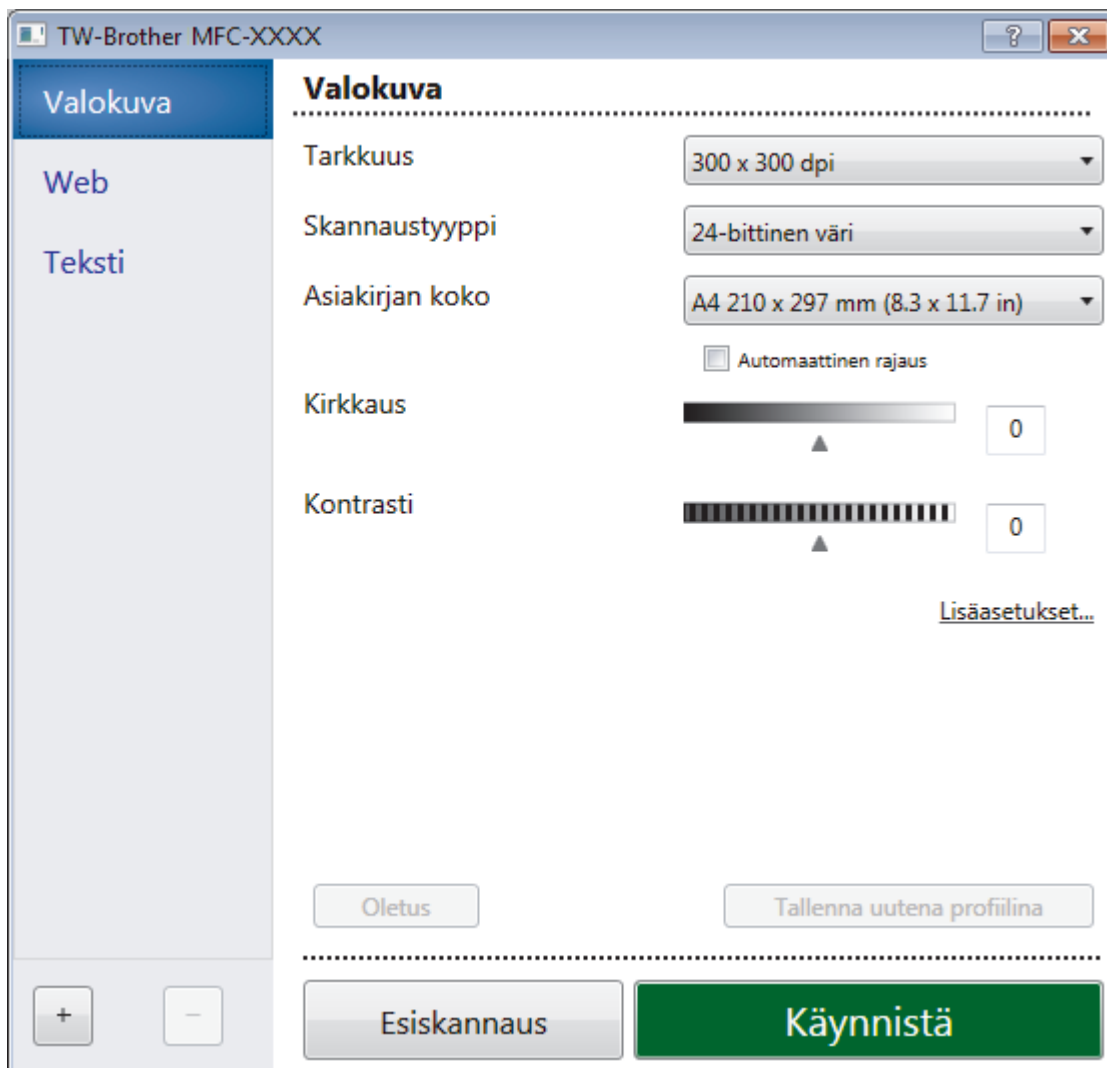 TW-Brother MFC-XXXX
Valokuva
Web
Teksti
Valokuva
Tarkkuus
300 x 300 dpi
Skannaustyyppi
24-bittinen väri
Asiakirjan koko
A4 210 x 297 mm (8.3 x 11.7 in)
Automaattinen rajaus
Kirkkaus
0
Kontrasti
0
Lisäasetukset...
Oletus
Tallenna uutena profiilina
+
−
Esiskannaus
Käynnistä